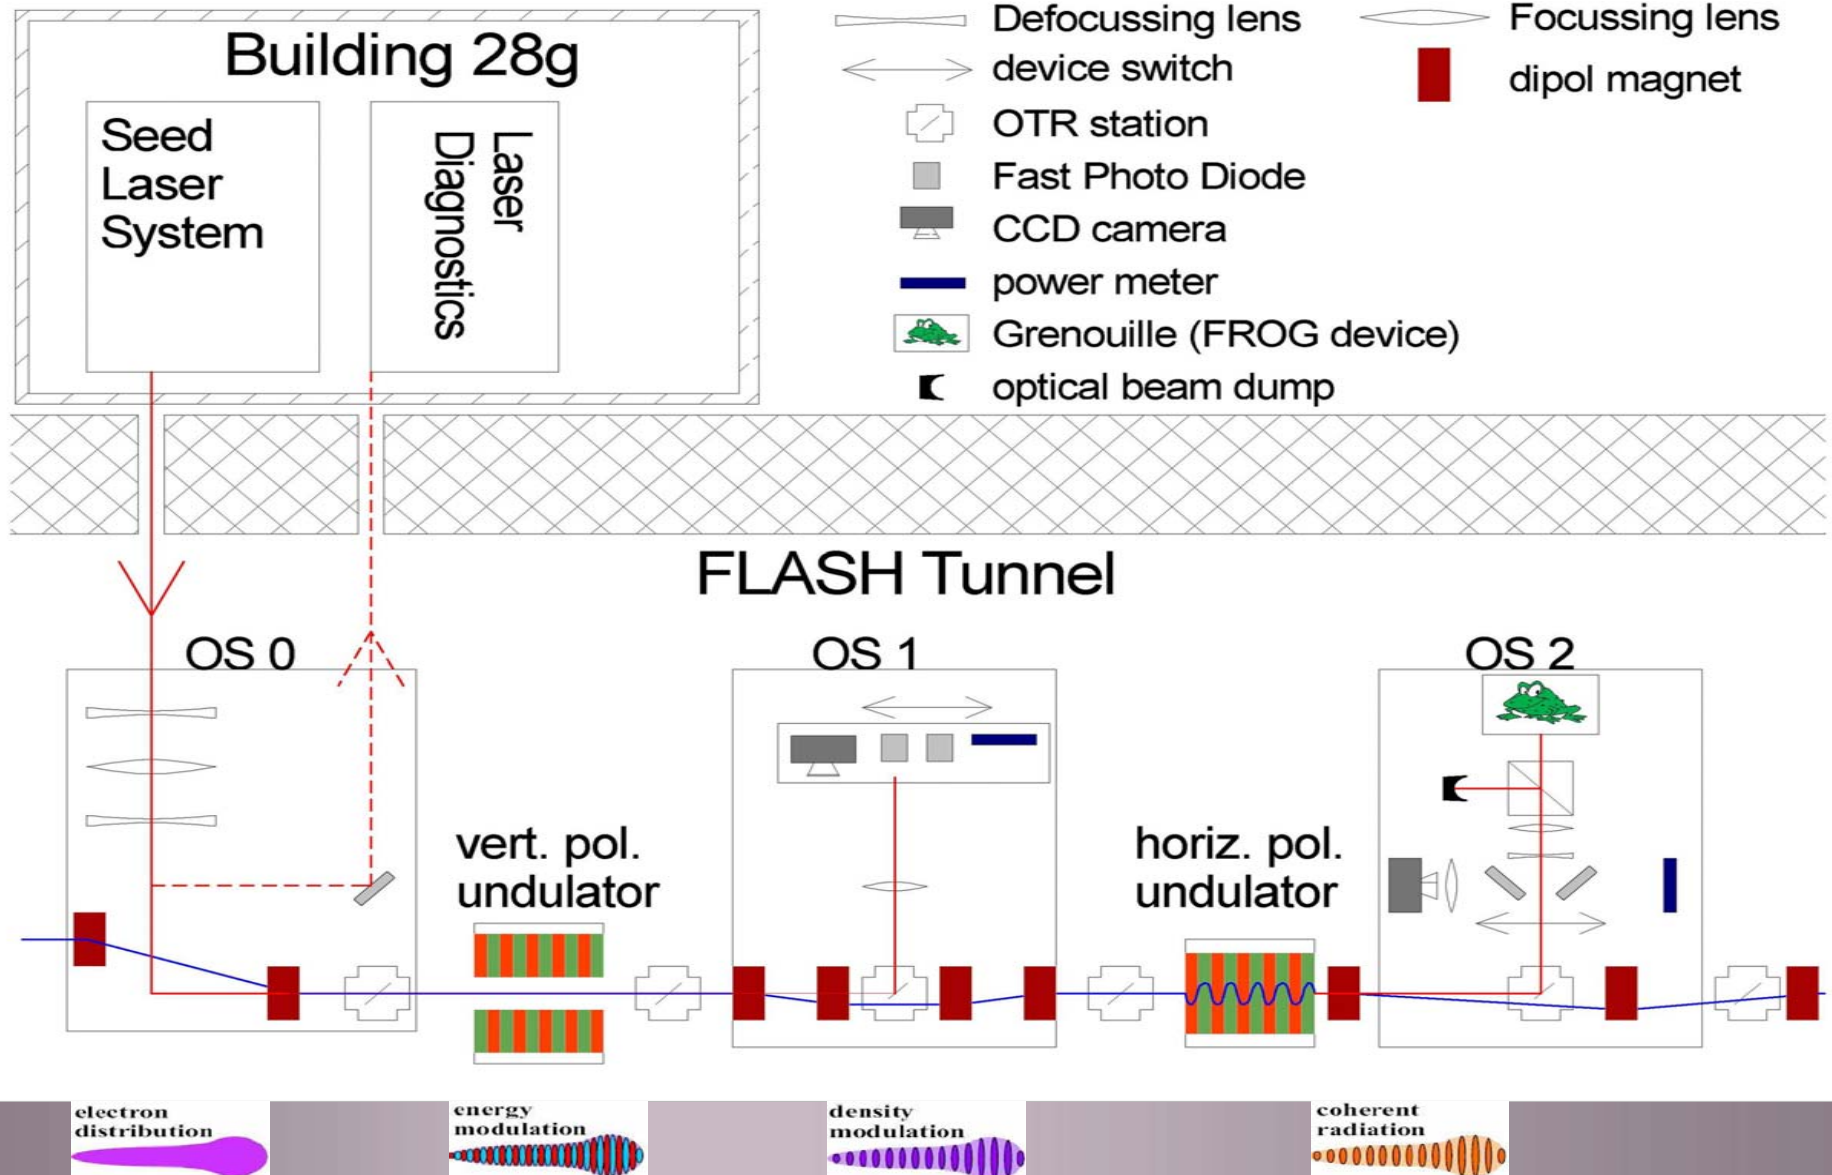 Building 28g
Seed
Laser
System
Laser
Diagnostics
Defocussing lens
Focussing lens
device switch
dipol magnet
OTR station
Fast Photo Diode
CCD camera
power meter
Grenouille (FROG device)
optical beam dump
FLASH Tunnel
OS 0
OS 1
OS 2
vert. pol.
undulator
horiz. pol.
undulator
electron
distribution
energy
modulation
density
modulation
coherent
radiation